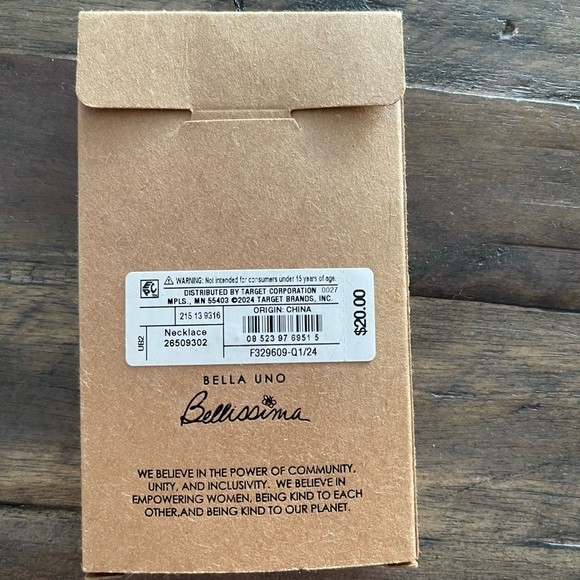 WARNING: Not intended for consumers under 15 years of age.
DISTRIBUTED BY TARGET CORPORATION 0027
MPLS., MN 55403 ©2024 TARGET BRANDS, INC.
215 13 9316
ORIGIN: CHINA
UB2
Necklace
26509302
08 523 97 6951 5
F329609-Q1/24
$20.00
BELLA UNO
Bellissima
WE BELIEVE IN THE POWER OF COMMUNITY,
UNITY, AND INCLUSIVITY. WE BELIEVE IN
EMPOWERING WOMEN, BEING KIND TO EACH
OTHER,AND BEING KIND TO OUR PLANET.